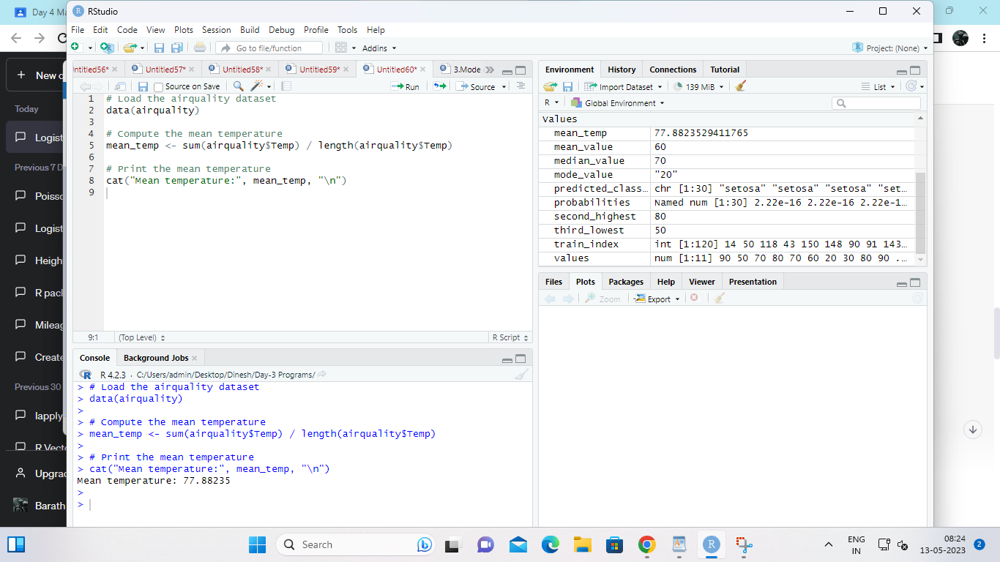 Day 4 Ma
RStudio
File Edit Code View Plots Session Build Debug Profile Tools Help
Go to file/function Addins Project: (None)
Intitled56* Untitled57* Untitled58* Untitled59* Untitled60* 3.Mode
Source on Save Run Source
1 # Load the airquality dataset
2 data(airquality)
3
4 # Compute the mean temperature
5 mean_temp <- sum(airquality$Temp) / length(airquality$Temp)
6
7 # Print the mean temperature
8 cat("Mean temperature:", mean_temp, "\n")
9
9:1 (Top Level) R Script
Console Background Jobs
R 4.2.3 · C:/Users/admin/Desktop/Dinesh/Day-3 Programs/
> # Load the airquality dataset
> data(airquality)
>
> # Compute the mean temperature
> mean_temp <- sum(airquality$Temp) / length(airquality$Temp)
>
> # Print the mean temperature
> cat("Mean temperature:", mean_temp, "\n")
Mean temperature: 77.88235
>
>
Environment History Connections Tutorial
Import Dataset 139 MiB List
R Global Environment
Values
mean_temp 77.8823529411765
mean_value 60
median_value 70
mode_value "20"
predicted_class... chr [1:30] "setosa" "setosa" "setosa" "set...
probabilities Named num [1:30] 2.22e-16 2.22e-16 2.22e-1...
second_highest 80
third_lowest 50
train_index int [1:120] 14 50 118 43 150 148 90 91 143...
values num [1:11] 90 50 70 80 70 60 20 30 80 90 ...
Files Plots Packages Help Viewer Presentation
Zoom Export
+ New c
Today
Logist
Previous 7 D
Poisso
Logist
Heigh
R pac
Mileag
Create
Previous 30
lapply
R Vect
Upgrad
Barath
Search
ENG
IN
08:24
13-05-2023
2